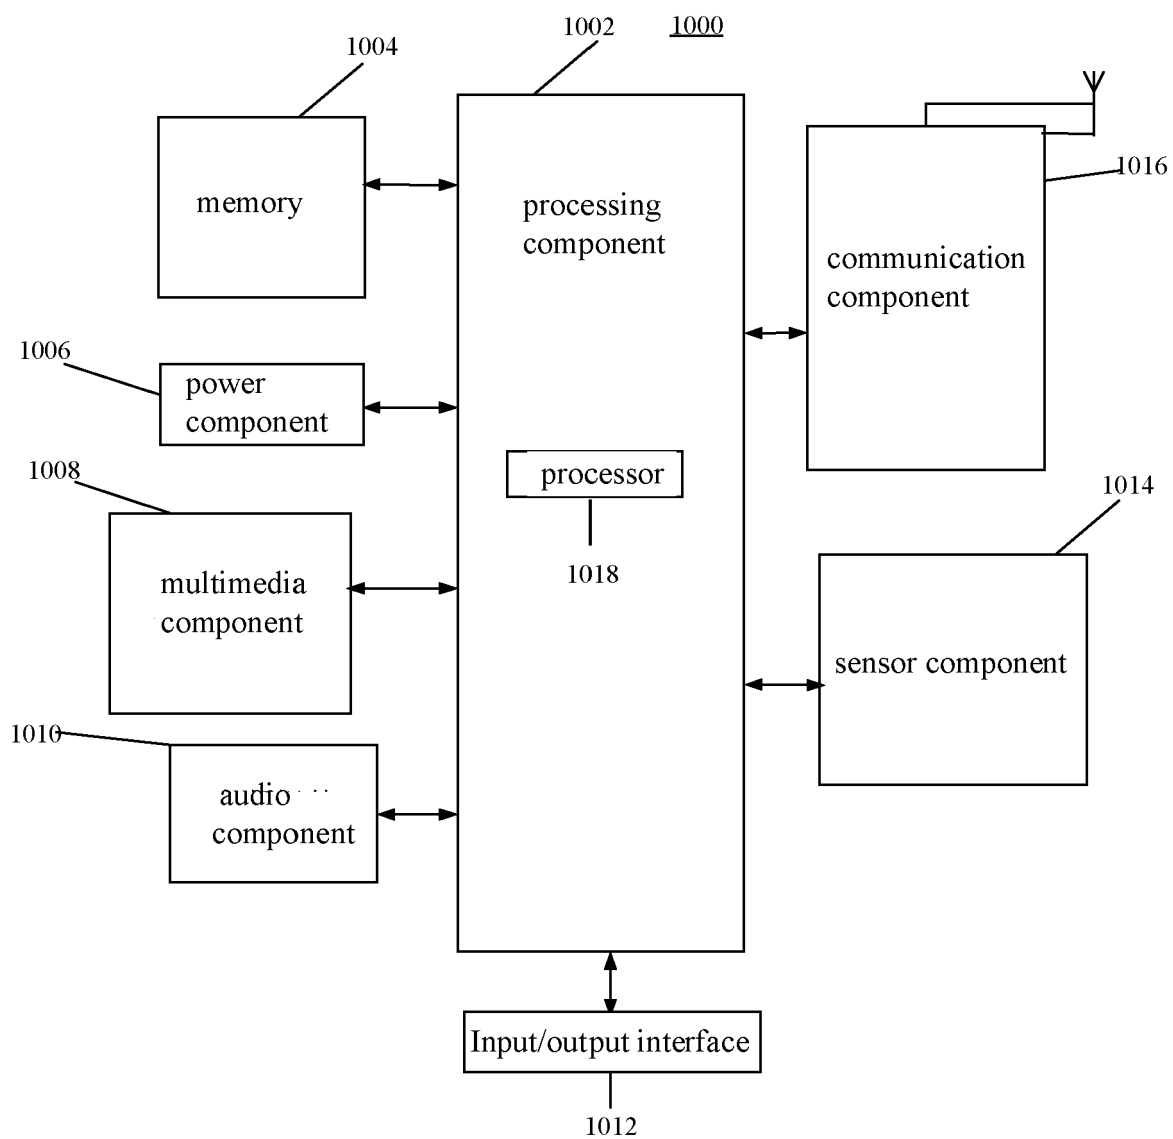 1002
1000
1004
1016
memory
processing
component
communication
component
1006
power
component
1008
processor
1014
1018
multimedia
component
sensor component
1010
audio
component
Input/output interface
1012